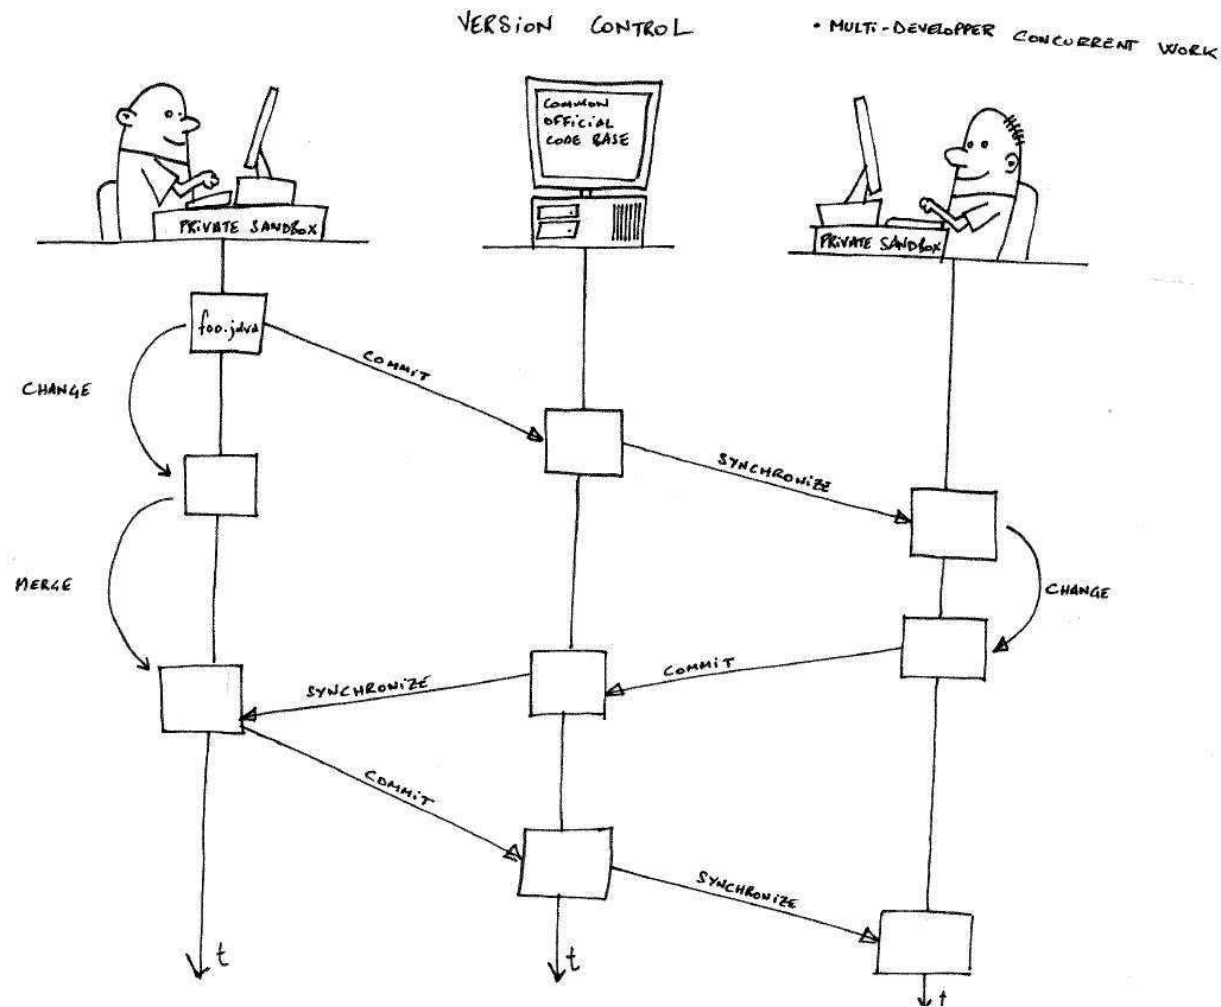 VERSION CONTROL
• MULTI-DEVELOPPER CONCURRENT WORK
COMMON
OFFICIAL
CODE BASE
PRIVATE SANDBOX
PRIVATE SANDBOX
foo.java
COMMIT
CHANGE
SYNCHRONIZE
MERGE
CHANGE
COMMIT
SYNCHRONIZE
COMMIT
SYNCHRONIZE
t
t
t